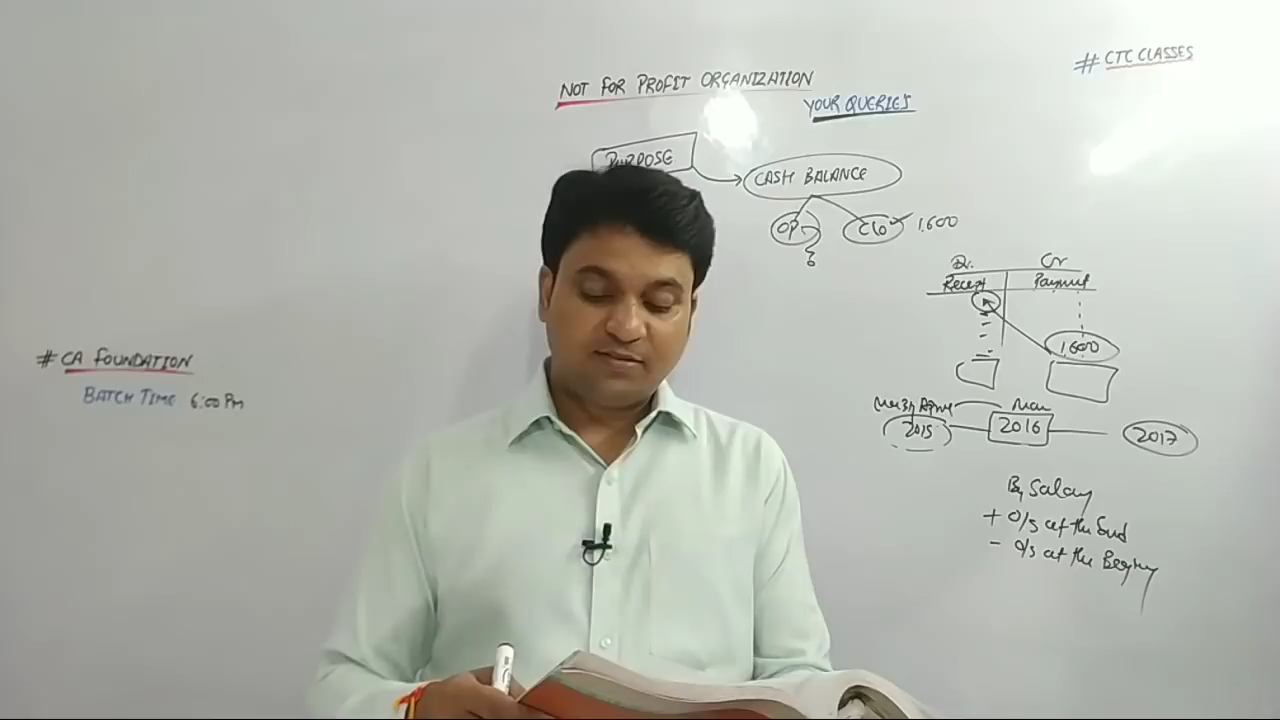 # CTC CLASSES
NOT FOR PROFIT ORGANIZATION
YOUR QUERIES
PURPOSE
CASH BALANCE
OP
Clo 1,600
Dr. Cr
Receipt Payment
1,600
Mar
2015 2016 2017
# CA FOUNDATION
BATCH TIME 6:00 PM
By Salary
+ O/s at the End
- O/s at the Beginning